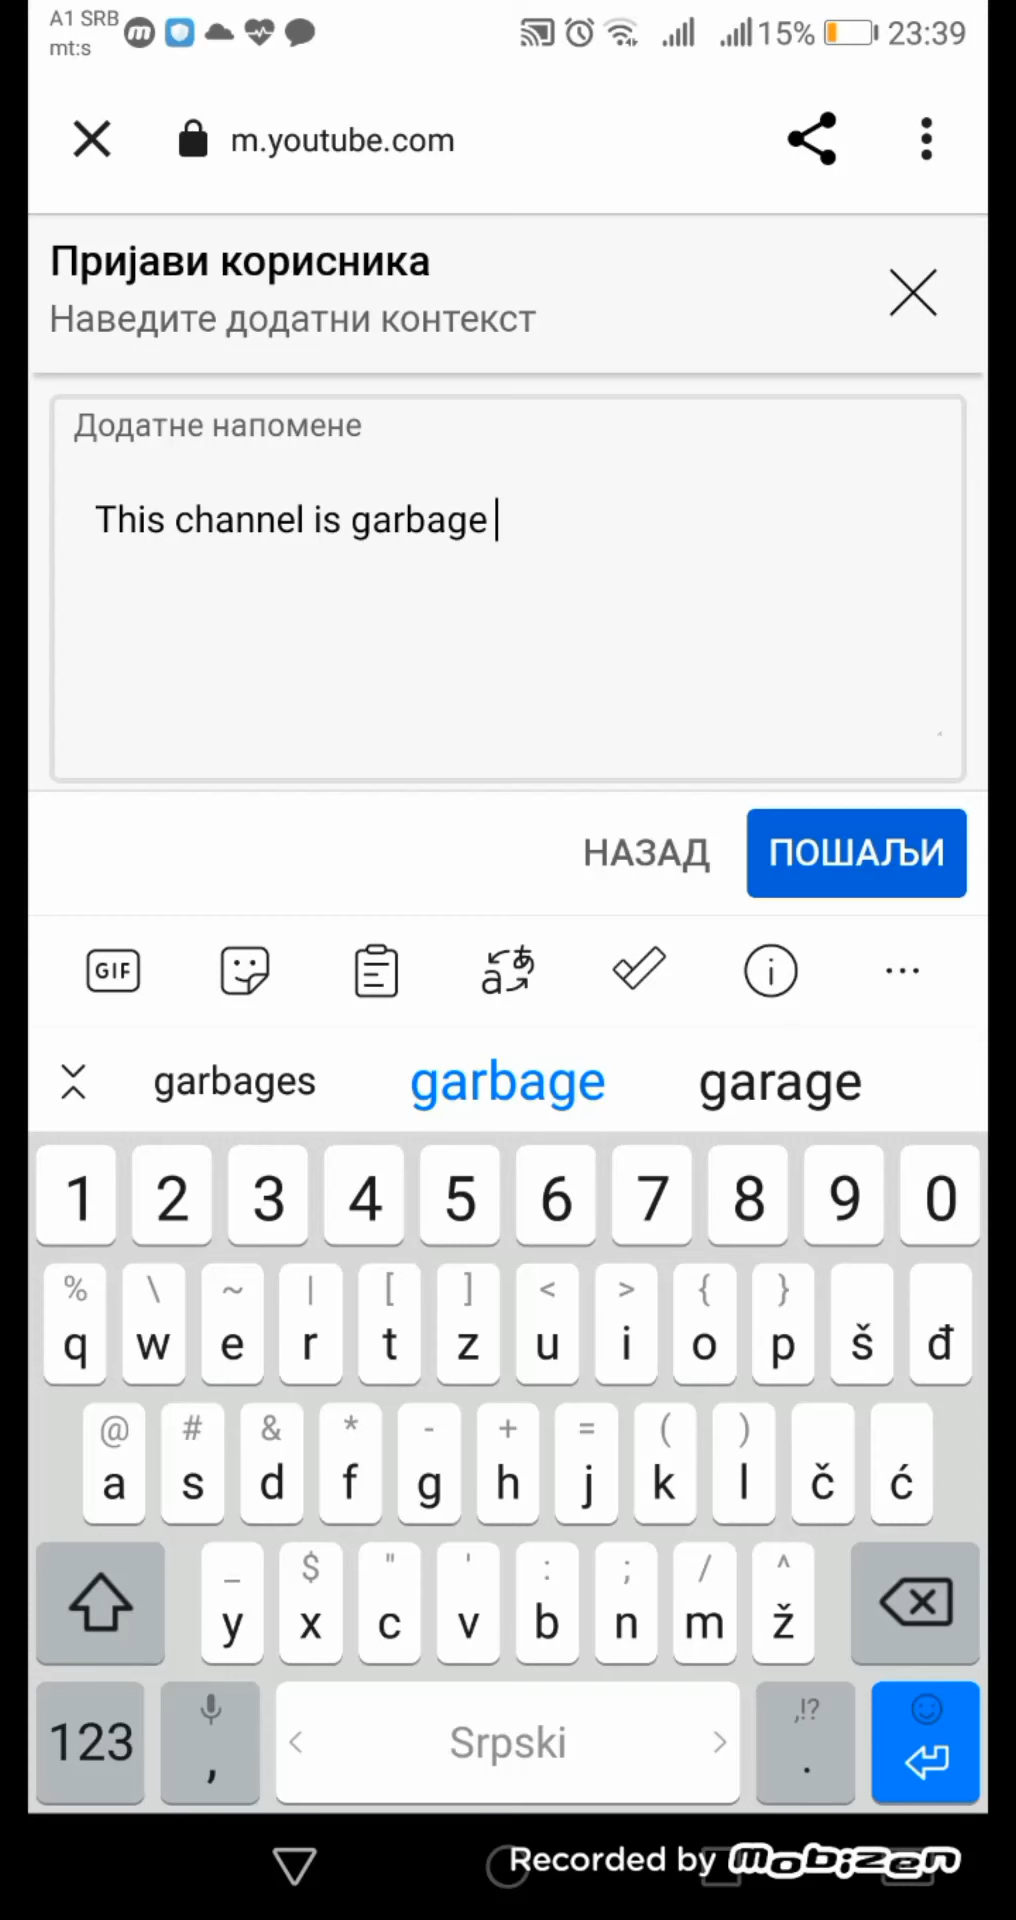 A1 SRB
mt:s
15% 23:39
m.youtube.com
Пријави корисника
Наведите додатни контекст
Додатне напомене
This channel is garbage
НАЗАД ПОШАЉИ
GIF
garbages garbage garage
1 2 3 4 5 6 7 8 9 0
% \ ~ | [ ] < > { }
q w e r t z u i o p š đ
@ # & * - + = ( )
a s d f g h j k l č ć
_ $ " ' : ; / ^
y x c v b n m ž
,!?
123 , < Srpski > .
Recorded by mobizen